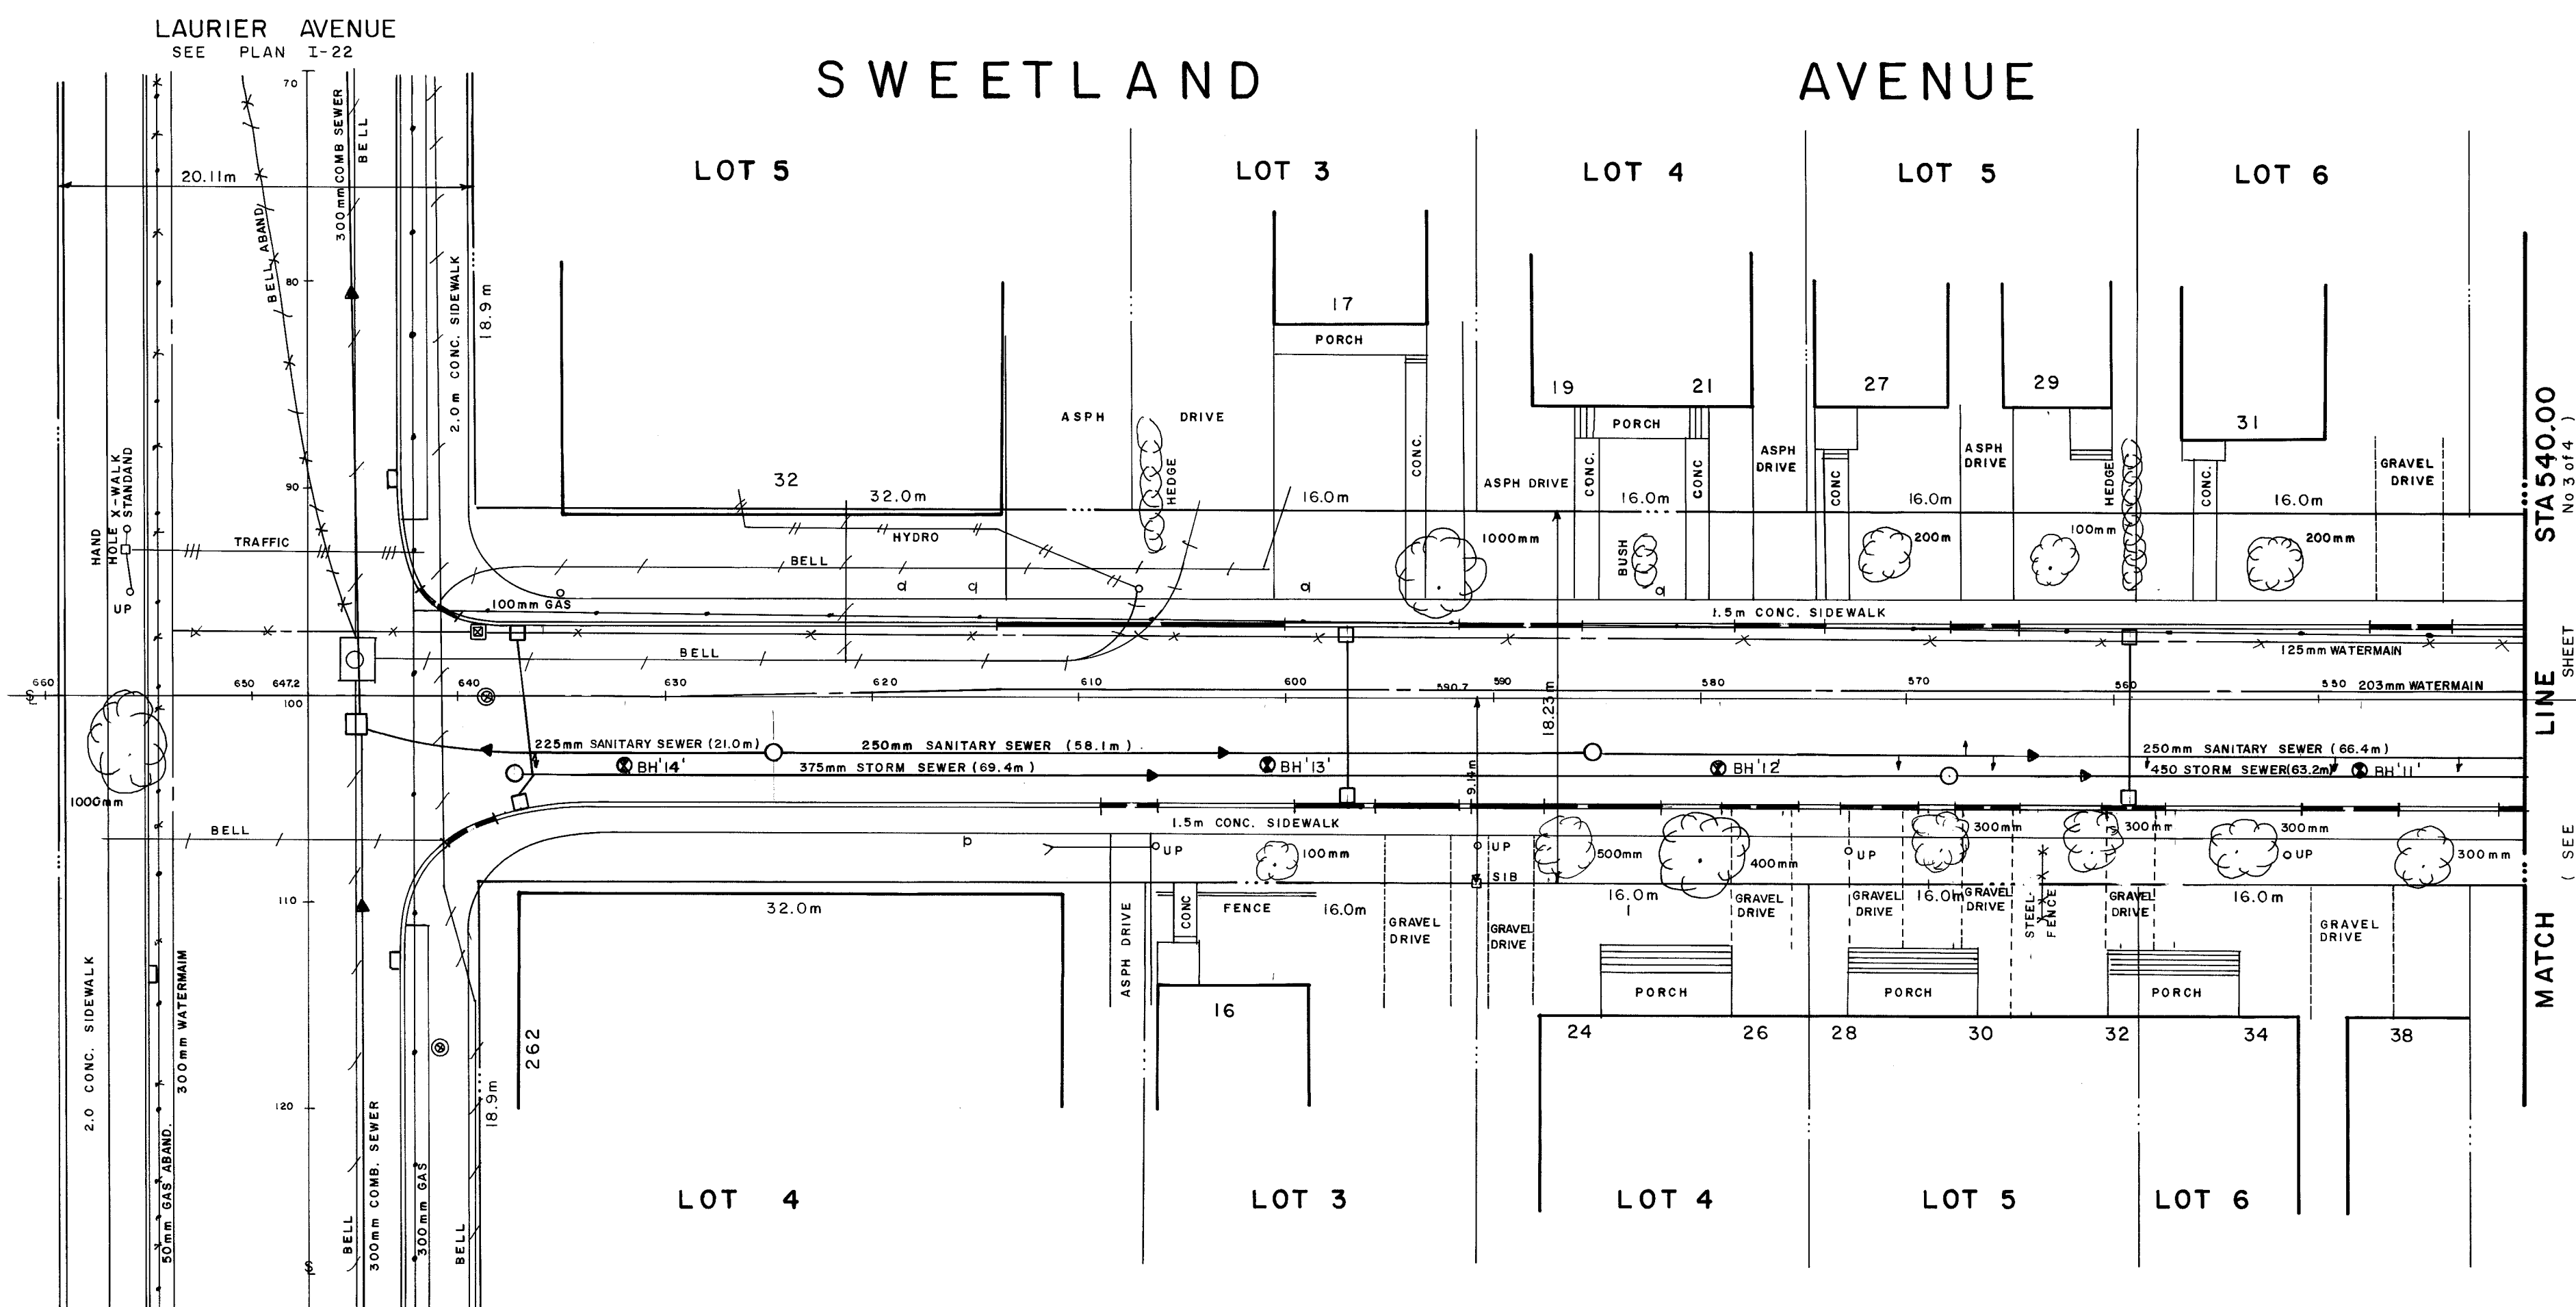 LAURIER AVENUE
SEE PLAN I-22
SWEETLAND AVENUE
LOT 5
LOT 3
LOT 4
LOT 5
LOT 6
70
20.11m
300mm COMB SEWER
BELL
BELL ABAND
80
2.0m CONC. SIDEWALK
18.9 m
17
PORCH
19
21
27
29
31
PORCH
ASPH DRIVE
HEDGE
CONC.
ASPH DRIVE
CONC.
CONC
ASPH
DRIVE
CONC
ASPH
DRIVE
HEDGE
CONC.
GRAVEL
DRIVE
32
32.0m
16.0m
16.0m
16.0m
16.0m
90
HAND
HOLE X-WALK
STANDAND
UP
TRAFFIC
HYDRO
BELL
1000mm
BUSH
200m
100mm
200mm
100mm GAS
1.5m CONC. SIDEWALK
BELL
125mm WATERMAIN
660
650
647.2
640
630
620
610
600
590.7
590
580
570
560
550
203mm WATERMAIN
100
18.23 m
9.14m
225mm SANITARY SEWER (21.0m)
250mm SANITARY SEWER (58.1m)
250mm SANITARY SEWER (66.4m)
BH'14'
375mm STORM SEWER (69.4m)
BH'13'
BH'12'
450 STORM SEWER(63.2m)
BH'11'
1000mm
BELL
1.5m CONC. SIDEWALK
UP
100mm
UP
500mm
400mm
UP
300mm
300mm
300mm
UP
300mm
SIB
110
32.0m
ASPH DRIVE
CONC
FENCE
16.0m
GRAVEL
DRIVE
GRAVEL
DRIVE
16.0m
GRAVEL
DRIVE
GRAVEL
DRIVE
16.0m
GRAVEL
DRIVE
STEEL
FENCE
GRAVEL
DRIVE
16.0m
GRAVEL
DRIVE
PORCH
PORCH
PORCH
16
24
26
28
30
32
34
38
262
18.9m
120
2.0 CONC. SIDEWALK
300mm WATERMAIM
50mm GAS ABAND.
BELL
300mm COMB. SEWER
300mm GAS
BELL
LOT 4
LOT 3
LOT 4
LOT 5
LOT 6
MATCH LINE STA 540.00
( SEE SHEET No 3 of 4 )